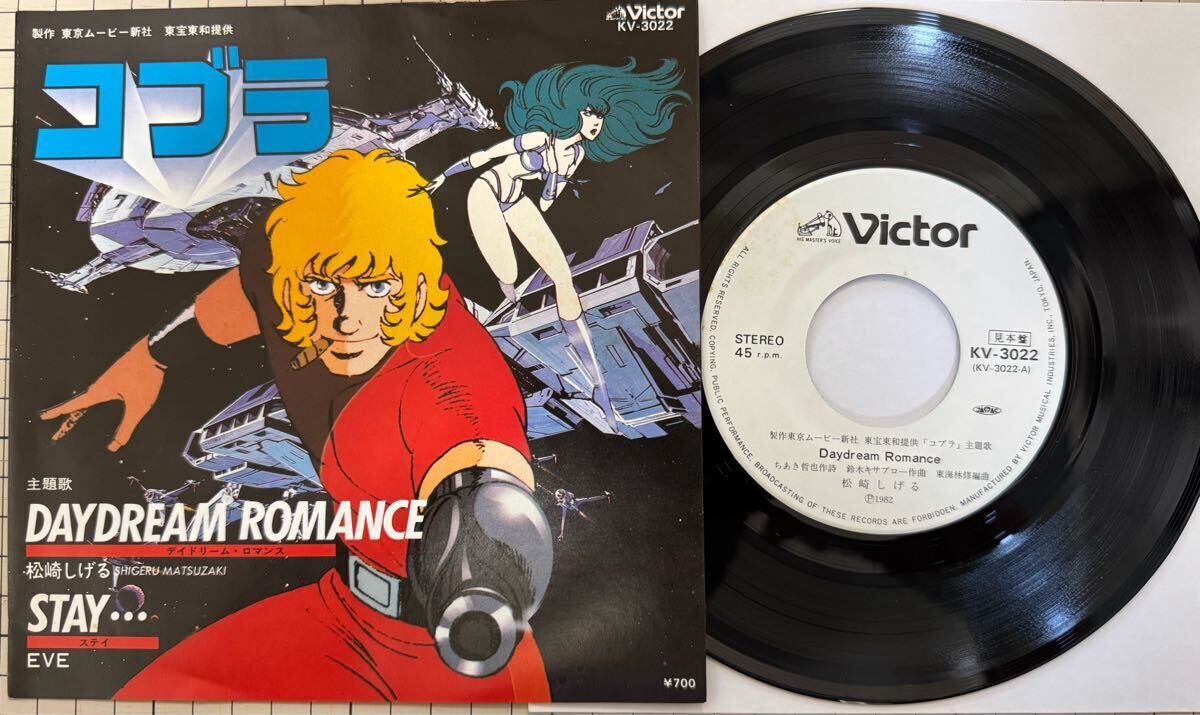 製作 東京ムービー新社 東宝東和提供
Victor
KV-3022
コブラ
主題歌
DAYDREAM ROMANCE
デイドリーム・ロマンス
松崎しげる SHIGERU MATSUZAKI
STAY…
ステイ
EVE
¥700
HIS MASTER'S VOICE
Victor
STEREO
45 r.p.m.
見本盤
KV-3022
(KV-3022-A)
製作東京ムービー新社 東宝東和提供「コブラ」主題歌
Daydream Romance
ちあき哲也作詩 鈴木キサブロー作曲 東海林修編曲
松崎しげる
Ⓟ1982
ALL RIGHTS RESERVED. COPYING, PUBLIC PERFORMANCE, BROADCASTING OF THESE RECORDS ARE FORBIDDEN. MANUFACTURED BY VICTOR MUSICAL INDUSTRIES, INC., TOKYO, JAPAN